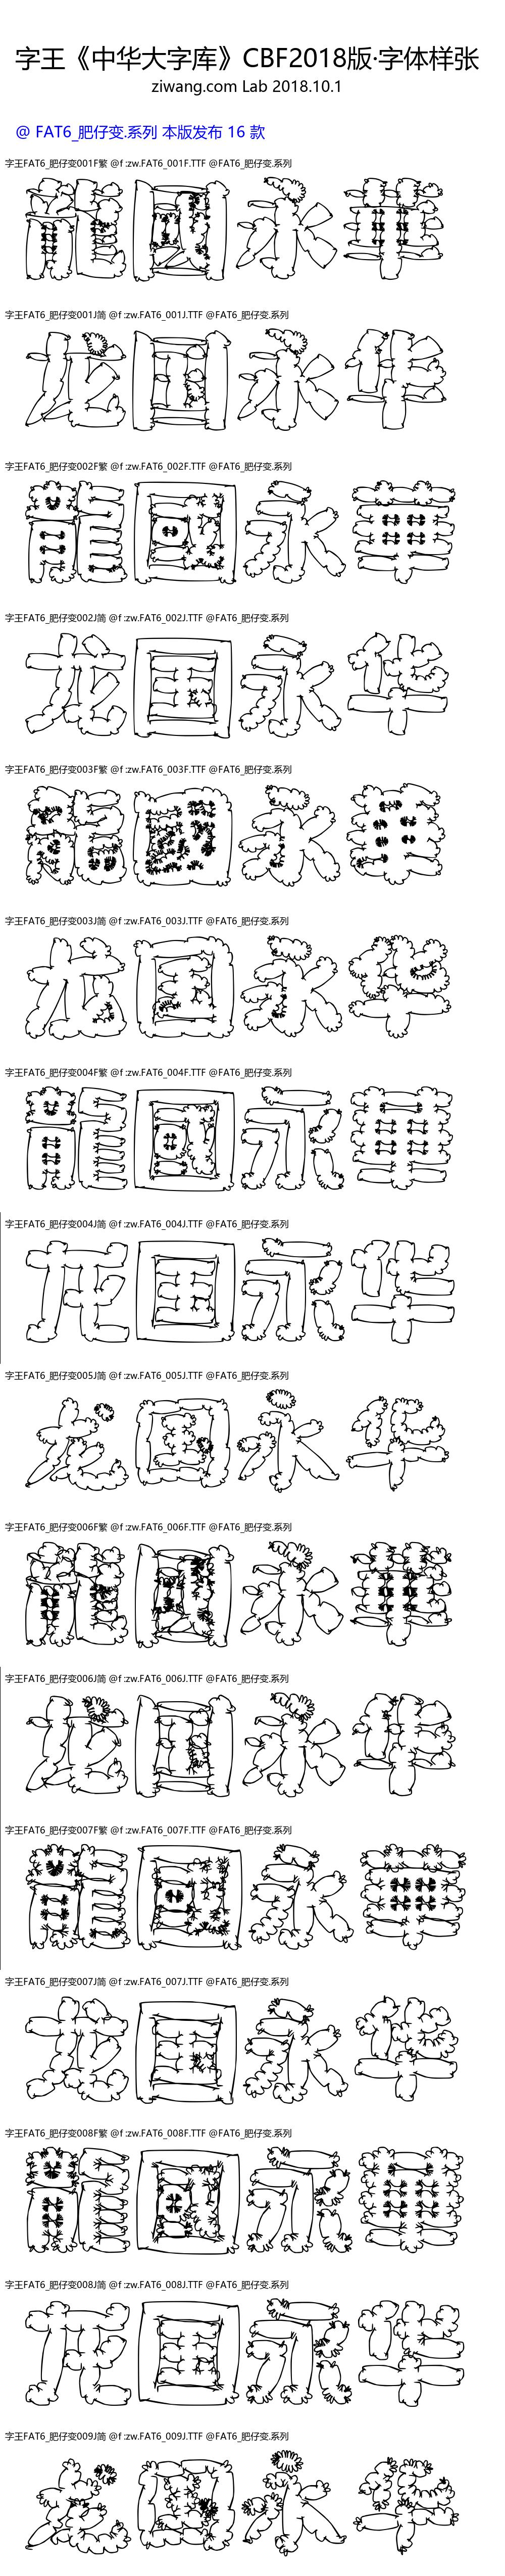 字王《中华大字库》CBF2018版·字体样张
ziwang.com Lab 2018.10.1
@ FAT6_肥仔变.系列 本版发布 16 款
字王FAT6_肥仔变001F繁 @f :zw.FAT6_001F.TTF @FAT6_肥仔变.系列
龍國永華
字王FAT6_肥仔变001J简 @f :zw.FAT6_001J.TTF @FAT6_肥仔变.系列
龙国永华
字王FAT6_肥仔变002F繁 @f :zw.FAT6_002F.TTF @FAT6_肥仔变.系列
龍國永華
字王FAT6_肥仔变002J简 @f :zw.FAT6_002J.TTF @FAT6_肥仔变.系列
龙国永华
字王FAT6_肥仔变003F繁 @f :zw.FAT6_003F.TTF @FAT6_肥仔变.系列
龍國永華
字王FAT6_肥仔变003J简 @f :zw.FAT6_003J.TTF @FAT6_肥仔变.系列
龙国永华
字王FAT6_肥仔变004F繁 @f :zw.FAT6_004F.TTF @FAT6_肥仔变.系列
龍國永華
字王FAT6_肥仔变004J简 @f :zw.FAT6_004J.TTF @FAT6_肥仔变.系列
龙国永华
字王FAT6_肥仔变005J简 @f :zw.FAT6_005J.TTF @FAT6_肥仔变.系列
龙国永华
字王FAT6_肥仔变006F繁 @f :zw.FAT6_006F.TTF @FAT6_肥仔变.系列
龍國永華
字王FAT6_肥仔变006J简 @f :zw.FAT6_006J.TTF @FAT6_肥仔变.系列
龙国永华
字王FAT6_肥仔变007F繁 @f :zw.FAT6_007F.TTF @FAT6_肥仔变.系列
龍國永華
字王FAT6_肥仔变007J简 @f :zw.FAT6_007J.TTF @FAT6_肥仔变.系列
龙国永华
字王FAT6_肥仔变008F繁 @f :zw.FAT6_008F.TTF @FAT6_肥仔变.系列
龍國永華
字王FAT6_肥仔变008J简 @f :zw.FAT6_008J.TTF @FAT6_肥仔变.系列
龙国永华
字王FAT6_肥仔变009J简 @f :zw.FAT6_009J.TTF @FAT6_肥仔变.系列
龙国永华